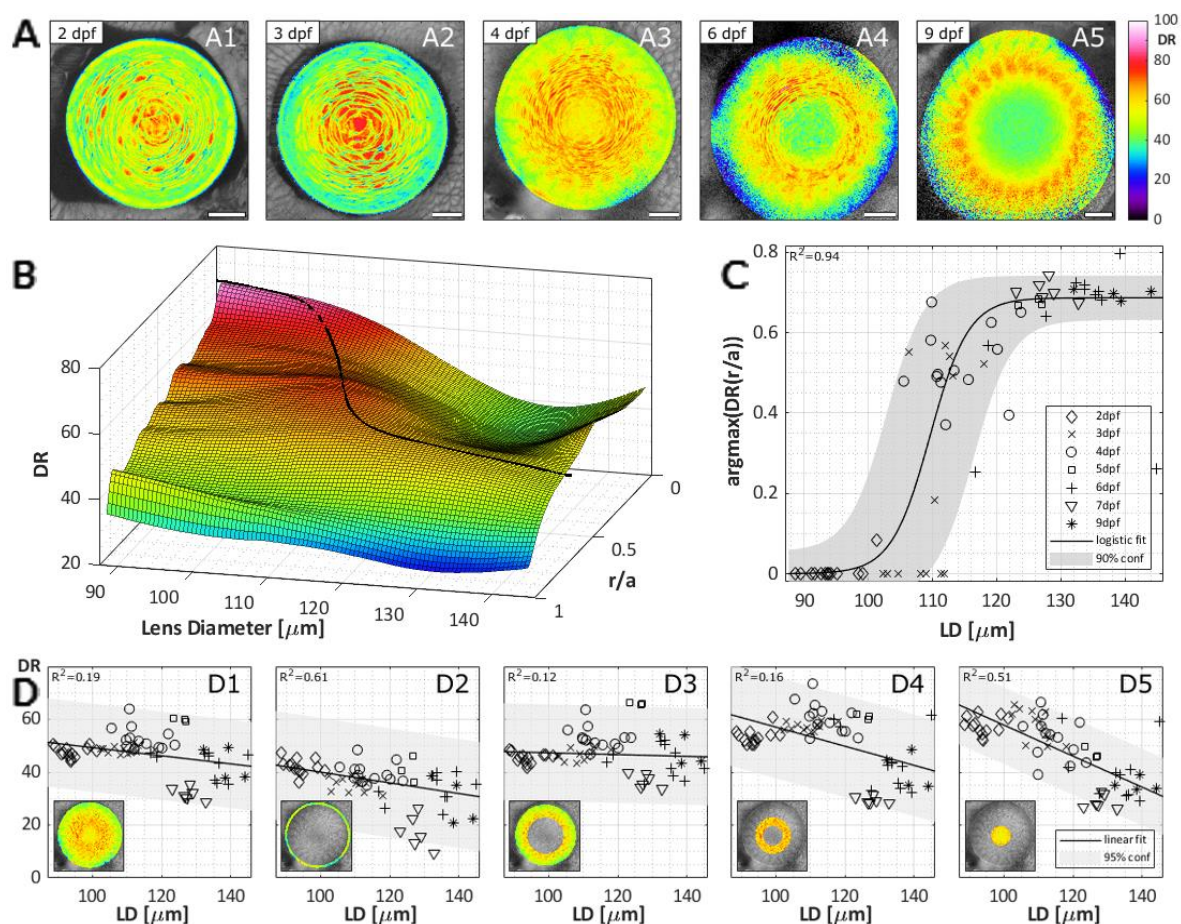 A
2 dpf
A1
3 dpf
A2
4 dpf
A3
6 dpf
A4
9 dpf
A5
100
DR
80
60
40
20
0
B
80
60
40
20
DR
90
100
110
120
130
140
Lens Diameter [μm]
0
0.5
1
r/a
C
R²=0.94
0.8
0.6
0.4
0.2
0
argmax(DR(r/a))
2dpf
3dpf
4dpf
5dpf
6dpf
7dpf
9dpf
logistic fit
90% conf
90
100
110
120
130
140
LD [μm]
D
DR
60
40
20
0
R²=0.19
D1
100
120
140
LD [μm]
R²=0.61
D2
100
120
140
LD [μm]
R²=0.12
D3
100
120
140
LD [μm]
R²=0.16
D4
100
120
140
LD [μm]
R²=0.51
D5
linear fit
95% conf
100
120
140
LD [μm]